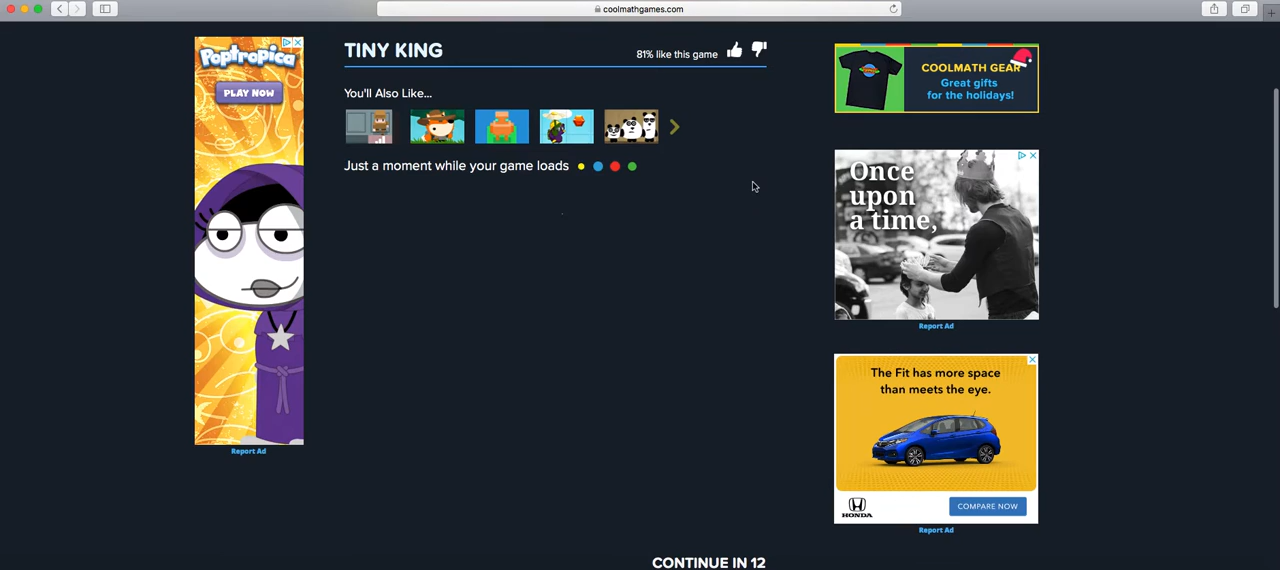 coolmathgames.com
Poptropica
PLAY NOW
Report Ad
TINY KING
81% like this game
You'll Also Like...
Just a moment while your game loads
CONTINUE IN 12
COOLMATH GEAR
Great gifts
for the holidays!
Once
upon
a time,
Report Ad
The Fit has more space
than meets the eye.
HONDA
COMPARE NOW
Report Ad